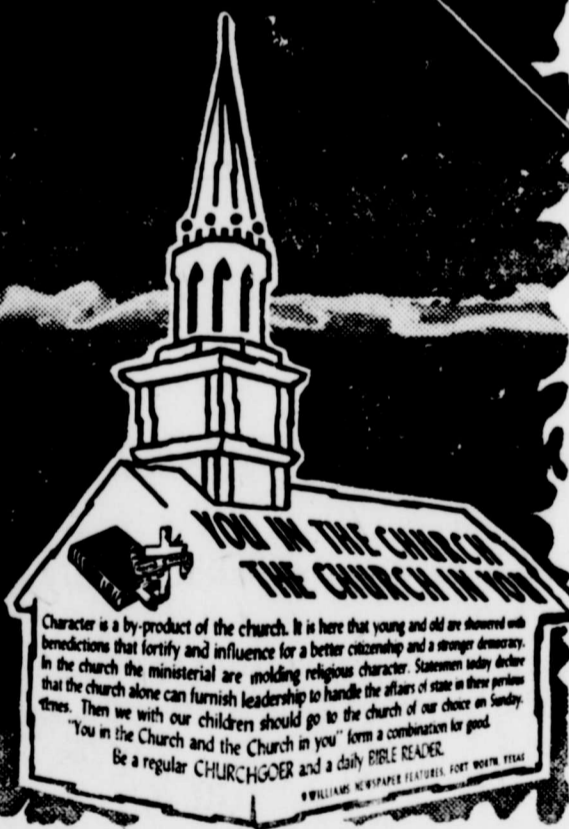 YOU IN THE CHURCH
THE CHURCH IN YOU
Character is a by-product of the church. It is here that young and old are showered with
benedictions that fortify and influence for a better citizenship and a stronger democracy.
In the church the ministerial are molding religious character. Statesmen today declare
that the church alone can furnish leadership to handle the affairs of state in these perilous
times. Then we with our children should go to the church of our choice on Sunday.
"You in the Church and the Church in you" form a combination for good.
Be a regular CHURCHGOER and a daily BIBLE READER.
WILLIAMS NEWSPAPER FEATURES, FORT WORTH, TEXAS